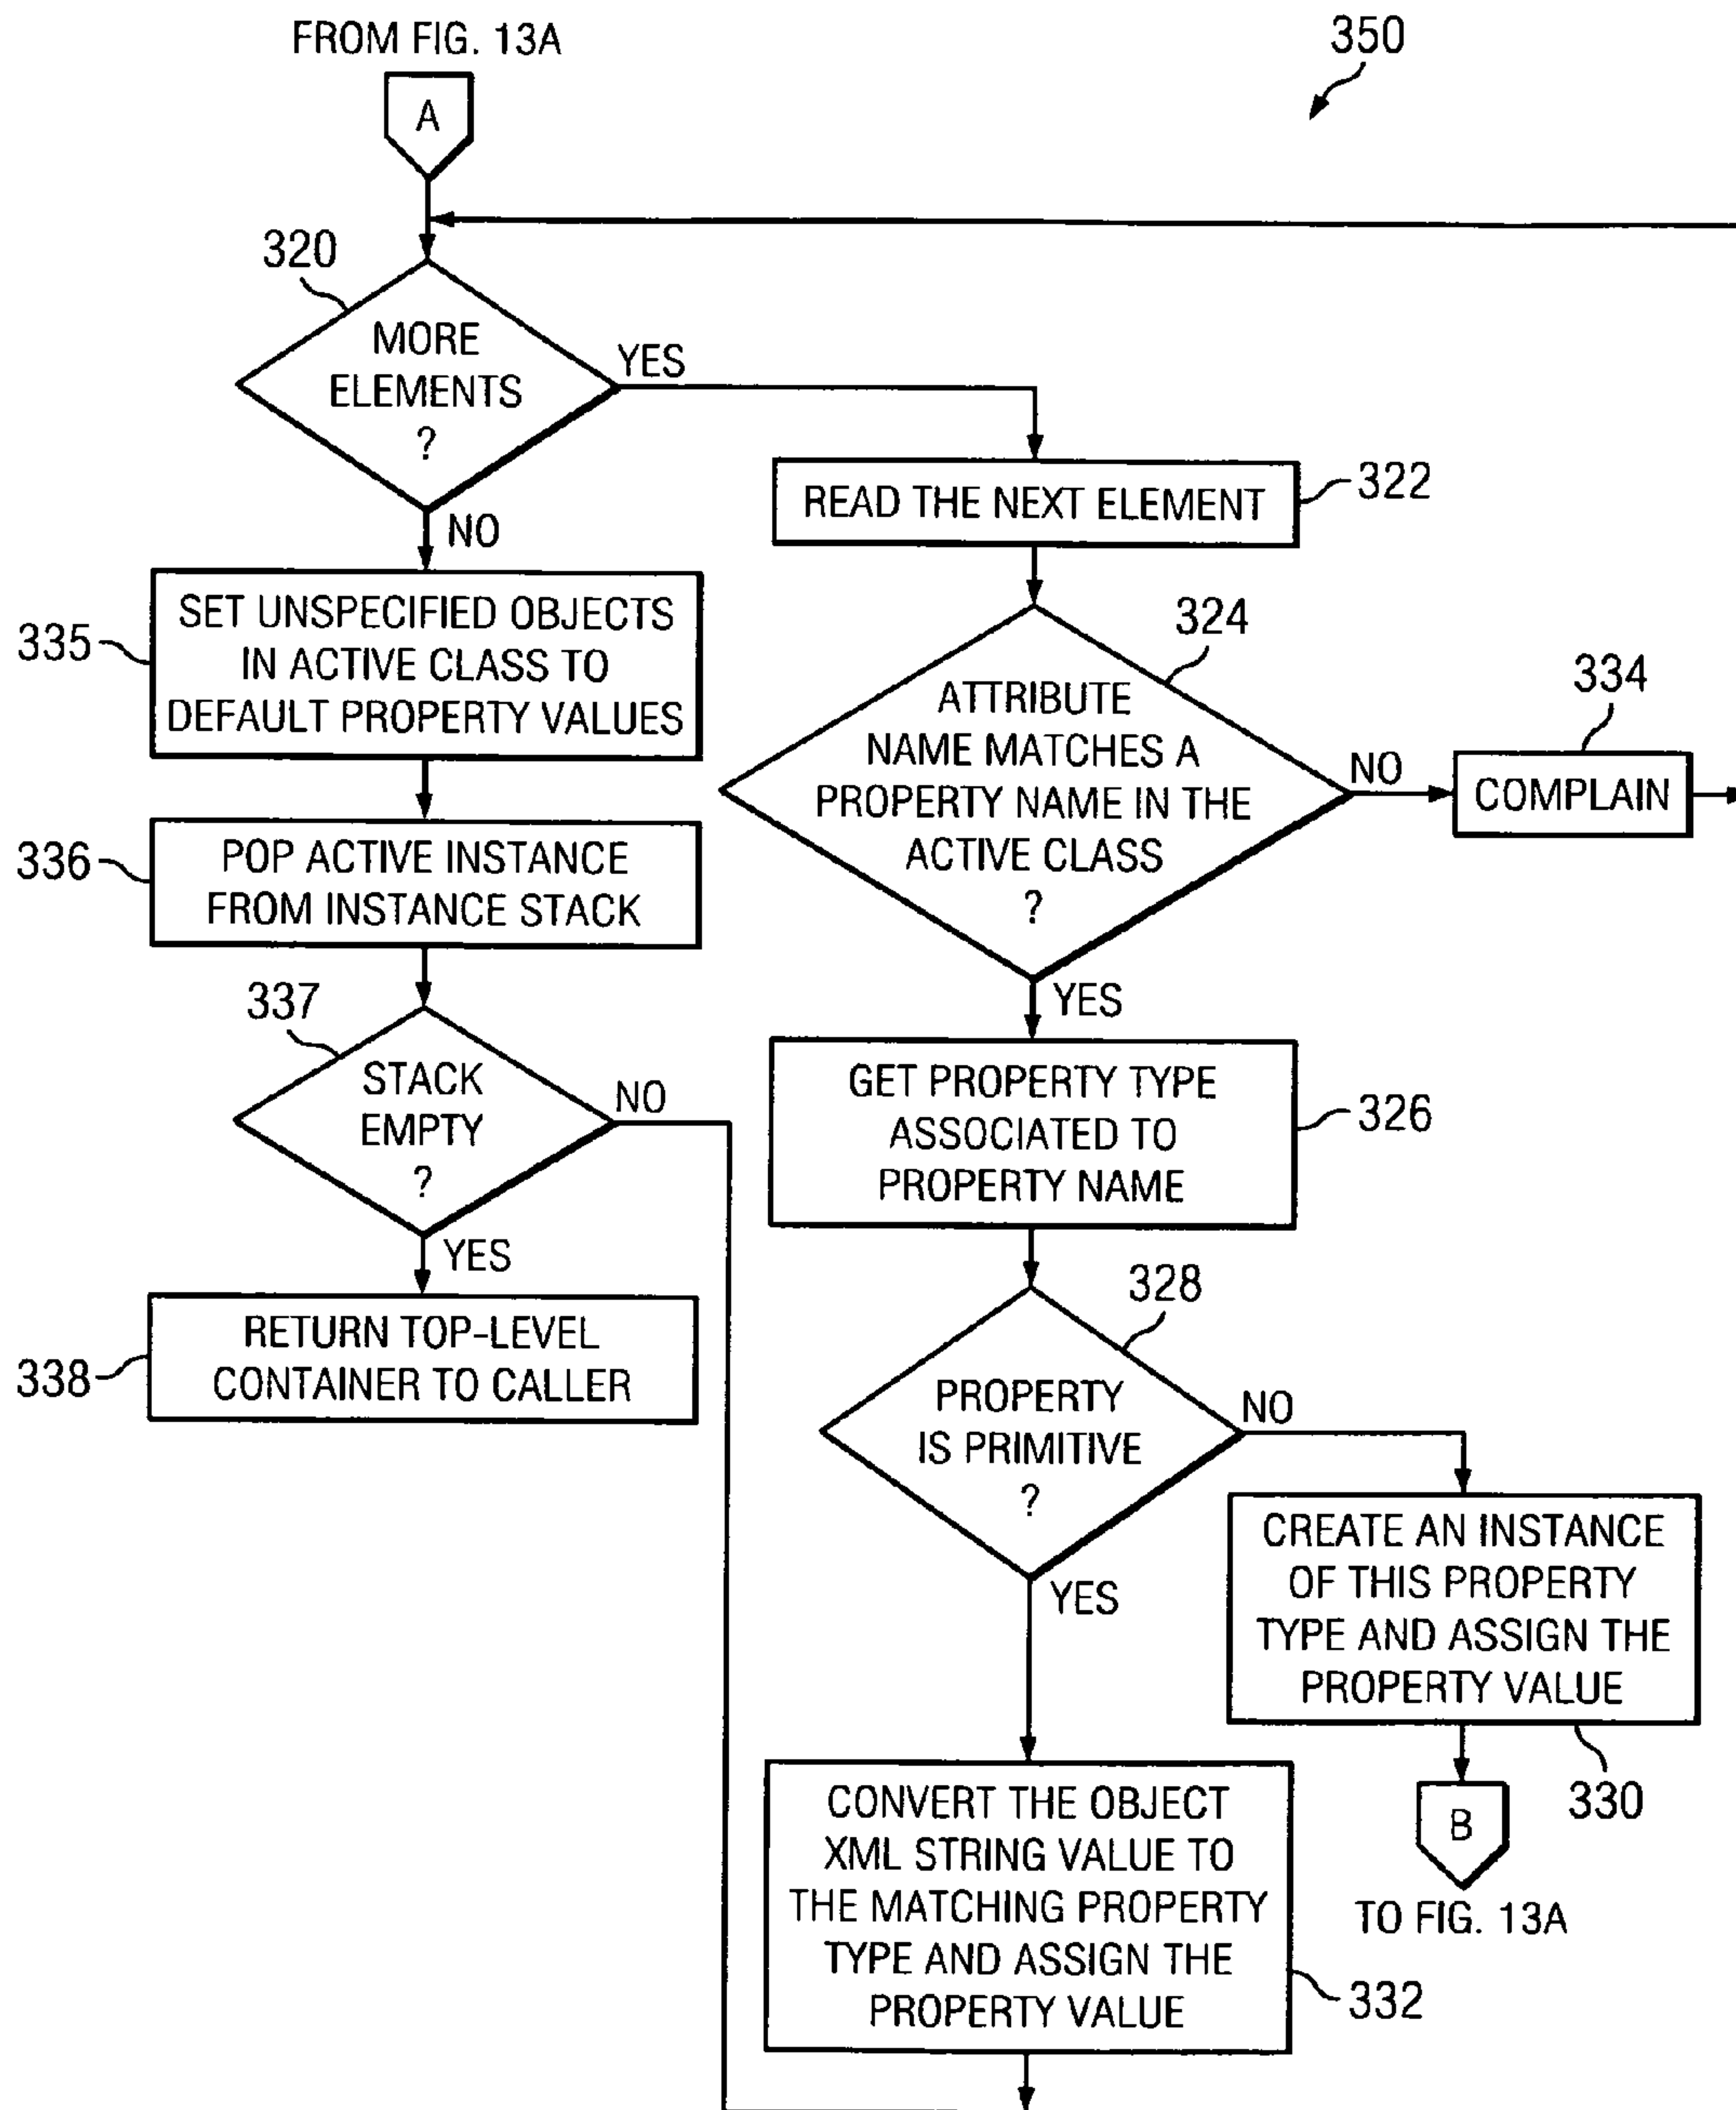 FROM FIG. 13A
350
A
320
MORE
ELEMENTS
?
YES
NO
READ THE NEXT ELEMENT
322
335
SET UNSPECIFIED OBJECTS
IN ACTIVE CLASS TO
DEFAULT PROPERTY VALUES
324
ATTRIBUTE
NAME MATCHES A
PROPERTY NAME IN THE
ACTIVE CLASS
?
NO
334
COMPLAIN
YES
336
POP ACTIVE INSTANCE
FROM INSTANCE STACK
337
STACK
EMPTY
?
NO
YES
GET PROPERTY TYPE
ASSOCIATED TO
PROPERTY NAME
326
338
RETURN TOP-LEVEL
CONTAINER TO CALLER
328
PROPERTY
IS PRIMITIVE
?
NO
YES
CREATE AN INSTANCE
OF THIS PROPERTY
TYPE AND ASSIGN THE
PROPERTY VALUE
330
B
TO FIG. 13A
CONVERT THE OBJECT
XML STRING VALUE TO
THE MATCHING PROPERTY
TYPE AND ASSIGN THE
PROPERTY VALUE
332